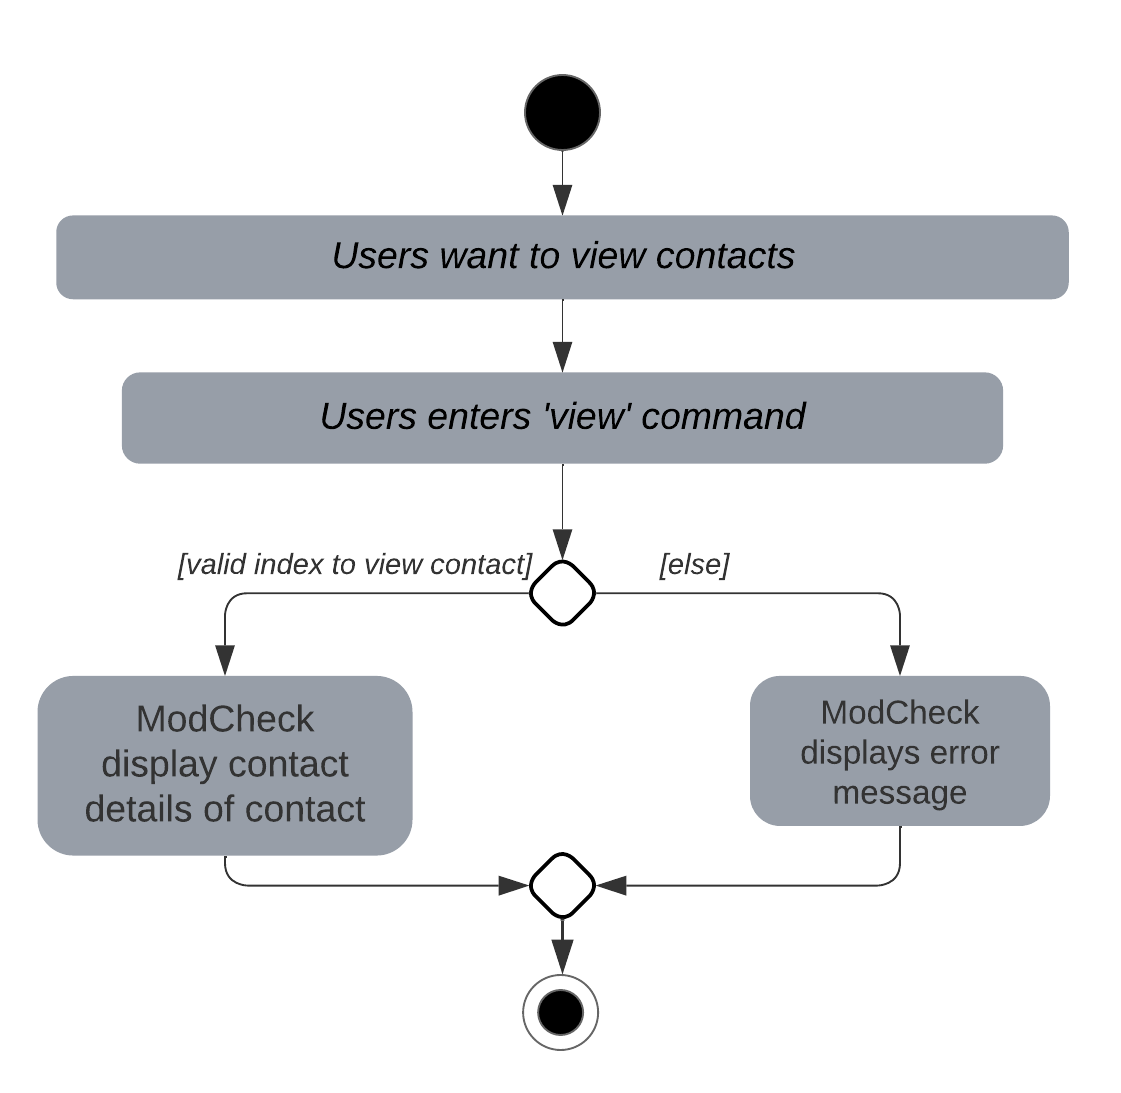 Users want to view contacts
Users enters 'view' command
[valid index to view contact]
[else]
ModCheck
display contact
details of contact
ModCheck
displays error
message